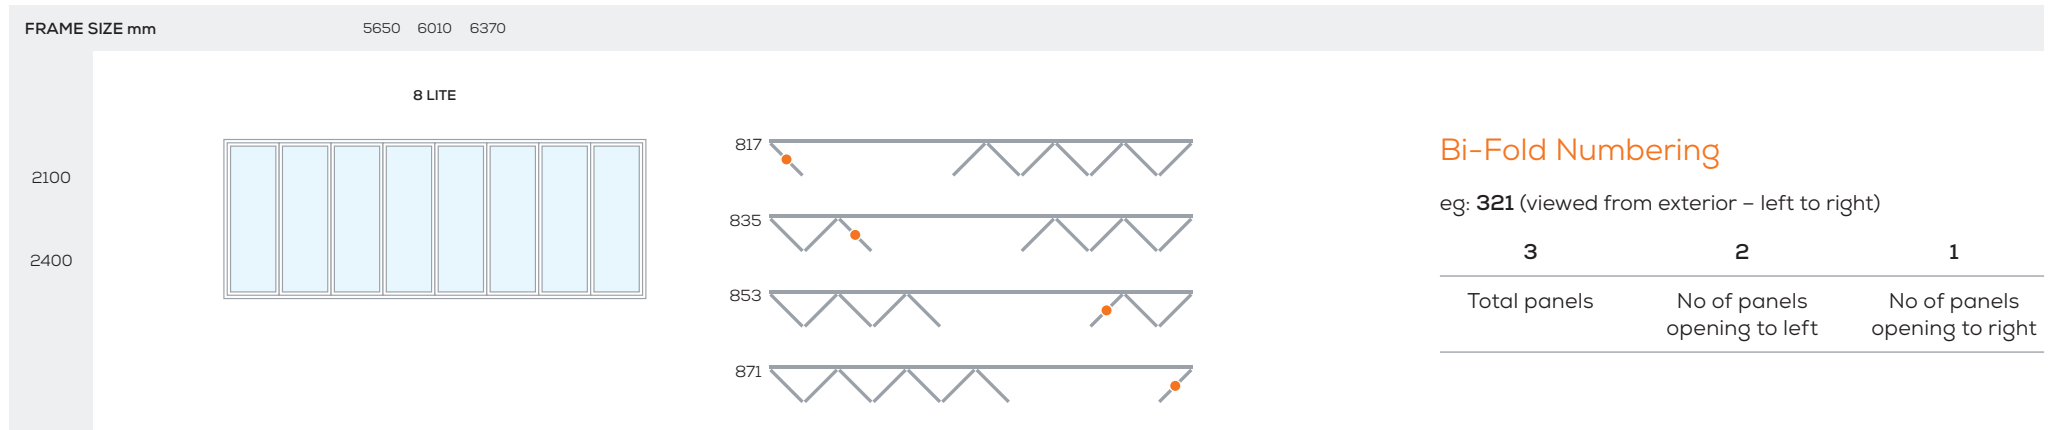 FRAME SIZE mm 5650 6010 6370
8 LITE
2100
2400
817
835
853
871
Bi-Fold Numbering
eg: 321 (viewed from exterior – left to right)
3 2 1
Total panels No of panels No of panels
opening to left opening to right